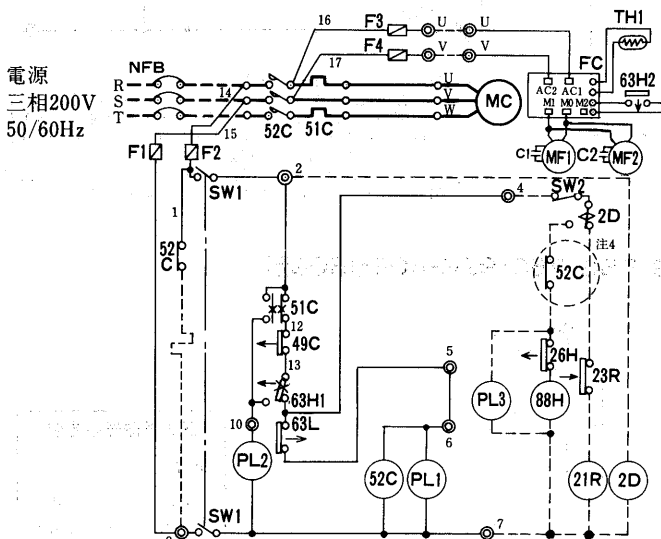 16 F3 U U TH1
F4 V V FC
17
電源
三相200V
50/60Hz
NFB
R
S
T
14
15
52C 51C
U
V
W
MC
AC2 AC1
M1 M0 M2
63H2
C1 MF1 C2 MF2
F1 F2
SW1
2
4
SW2
2D
注4
1
52
C
52C
51C
12
49C
13
63H1
63L
10
PL2
5
6
52C PL1
PL3
26H
88H
23R
21R 2D
SW1
7